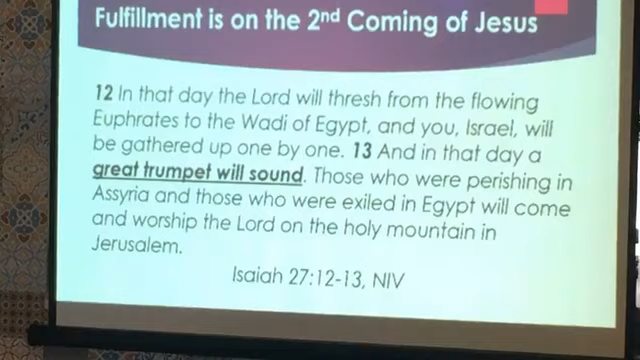 Fulfillment is on the 2nd Coming of Jesus
12 In that day the Lord will thresh from the flowing
Euphrates to the Wadi of Egypt, and you, Israel, will
be gathered up one by one. 13 And in that day a
great trumpet will sound. Those who were perishing in
Assyria and those who were exiled in Egypt will come
and worship the Lord on the holy mountain in
Jerusalem.
Isaiah 27:12-13, NIV